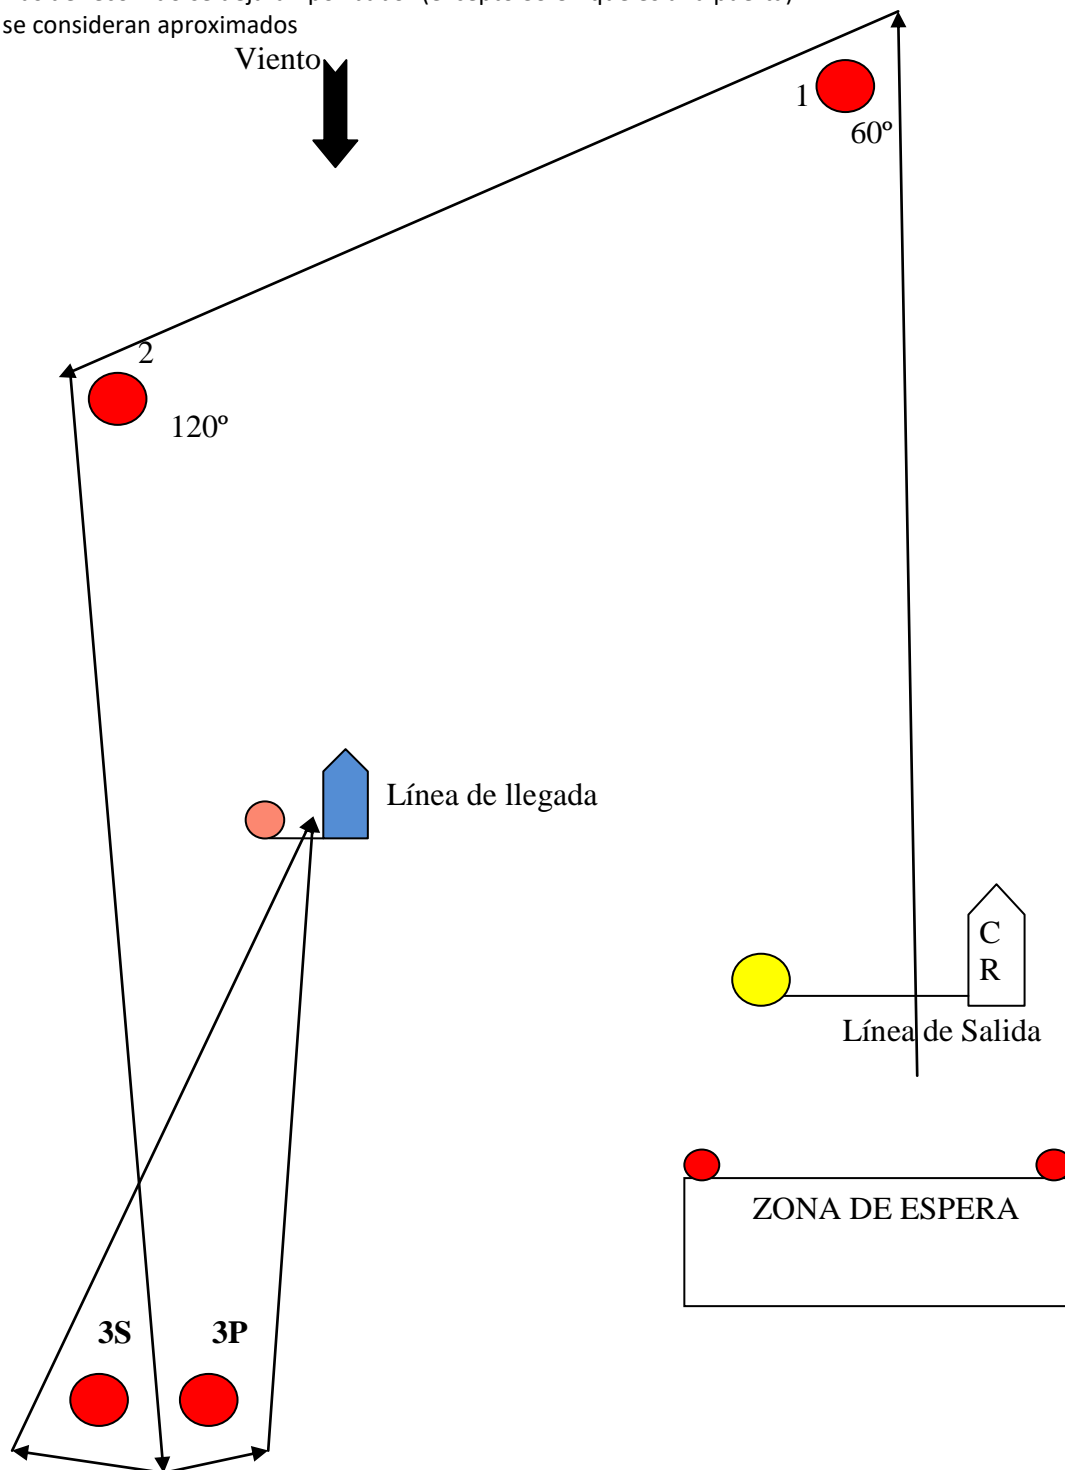 se consideran aproximados
Viento
1
60º
2
120º
Línea de llegada
C
R
Línea de Salida
ZONA DE ESPERA
3S 3P